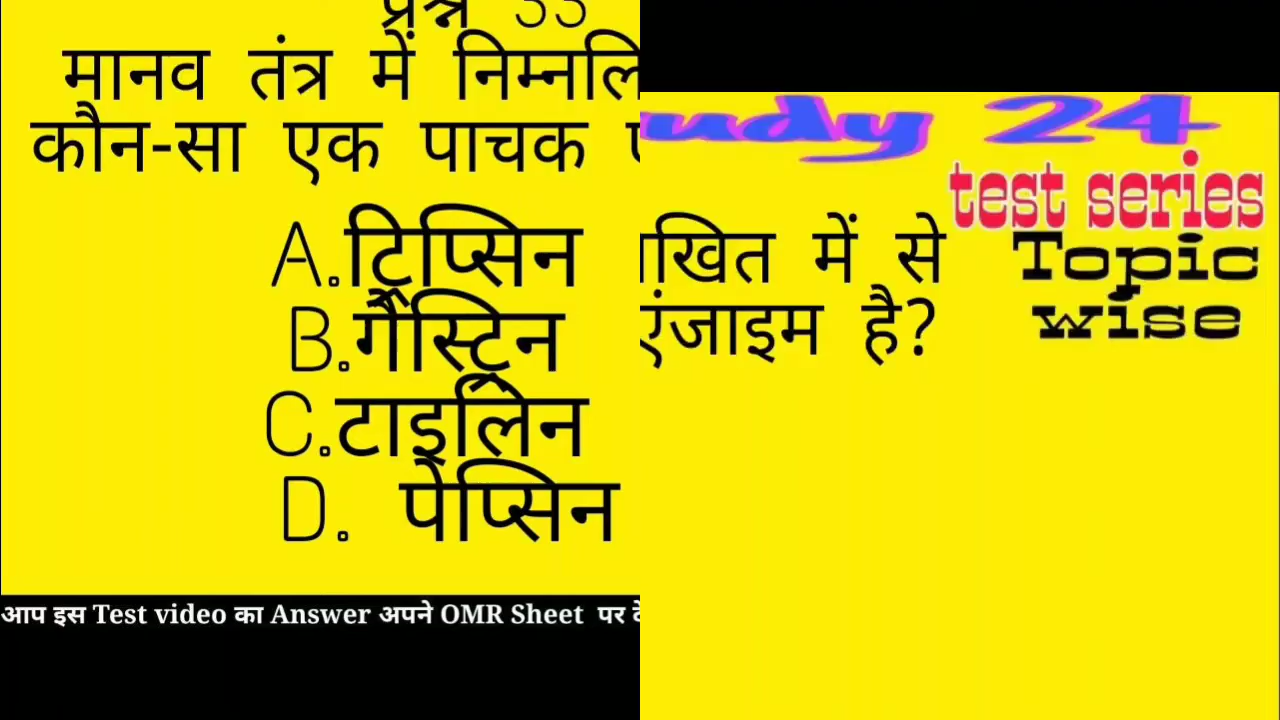 प्रश्न
मानव तंत्र में निम्नलि
कौन-सा एक पाचक
A.ट्रिप्सिन
B.गैस्ट्रिन
C.टाइलिन
D. पेप्सिन
आप इस Test video का Answer अपने OMR Sheet पर
udy 24
test series
Topic
wise
खित में से
एंजाइम है?